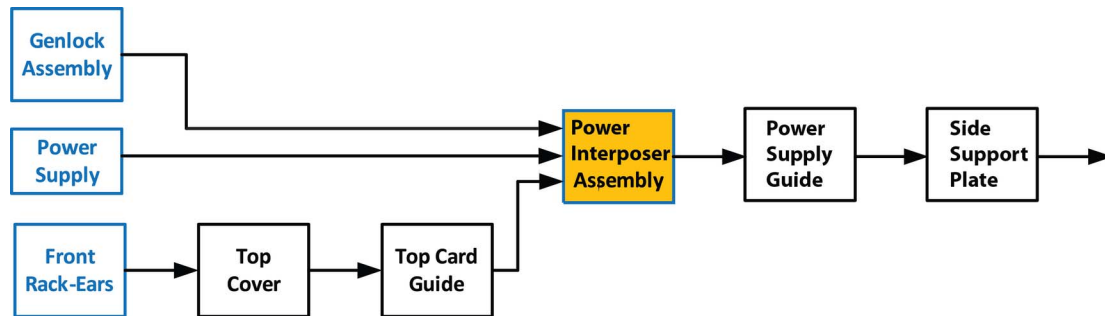 Genlock
Assembly
Power
Supply
Front
Rack-Ears
Top
Cover
Top Card
Guide
Power
Interposer
Assembly
Power
Supply
Guide
Side
Support
Plate